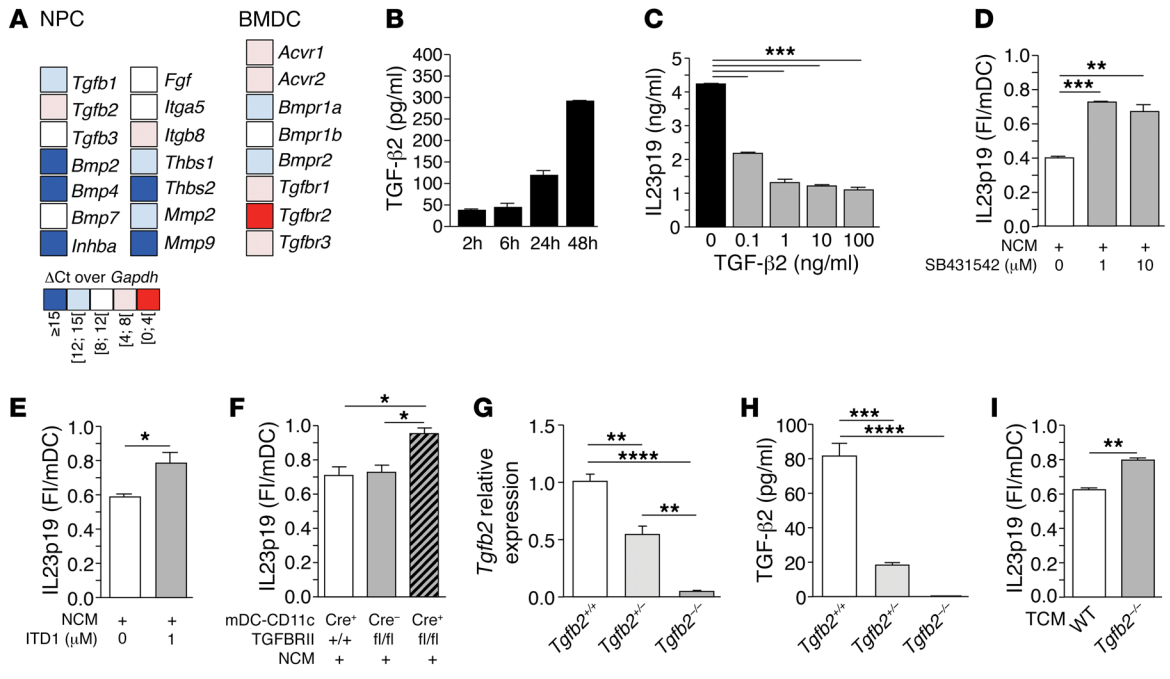 A
NPC
BMDC
Tgfb1
Tgfb2
Tgfb3
Bmp2
Bmp4
Bmp7
Inhba
Fgf
Itga5
Itgb8
Thbs1
Thbs2
Mmp2
Mmp9
Acvr1
Acvr2
Bmpr1a
Bmpr1b
Bmpr2
Tgfbr1
Tgfbr2
Tgfbr3
ΔCt over Gapdh
≥15
[12; 15[
[8; 12[
[4; 8[
[0; 4[
B
TGF-β2 (pg/ml)
400
350
300
250
200
150
100
50
0
2h 6h 24h 48h
C
IL23p19 (ng/ml)
5
4
3
2
1
0
***
0 0.1 1 10 100
TGF-β2 (ng/ml)
D
IL23p19 (FI/mDC)
1.0
0.8
0.6
0.4
0.2
0.0
**
***
NCM + + +
SB431542 (μM) 0 1 10
E
IL23p19 (FI/mDC)
1.0
0.8
0.6
0.4
0.2
0.0
*
NCM + +
ITD1 (μM) 0 1
F
IL23p19 (FI/mDC)
1.0
0.8
0.6
0.4
0.2
0.0
*
*
mDC-CD11c Cre+ Cre− Cre+
TGFBRII +/+ fl/fl fl/fl
NCM + + +
G
Tgfb2 relative
expression
1.5
1.0
0.5
0.0
**
****
**
Tgfb2+/+ Tgfb2+/− Tgfb2−/−
H
TGF-β2 (pg/ml)
100
80
60
40
20
0
***
****
Tgfb2+/+ Tgfb2+/− Tgfb2−/−
I
IL23p19 (FI/mDC)
1.0
0.8
0.6
0.4
0.2
0.0
**
TCM WT Tgfb2−/−